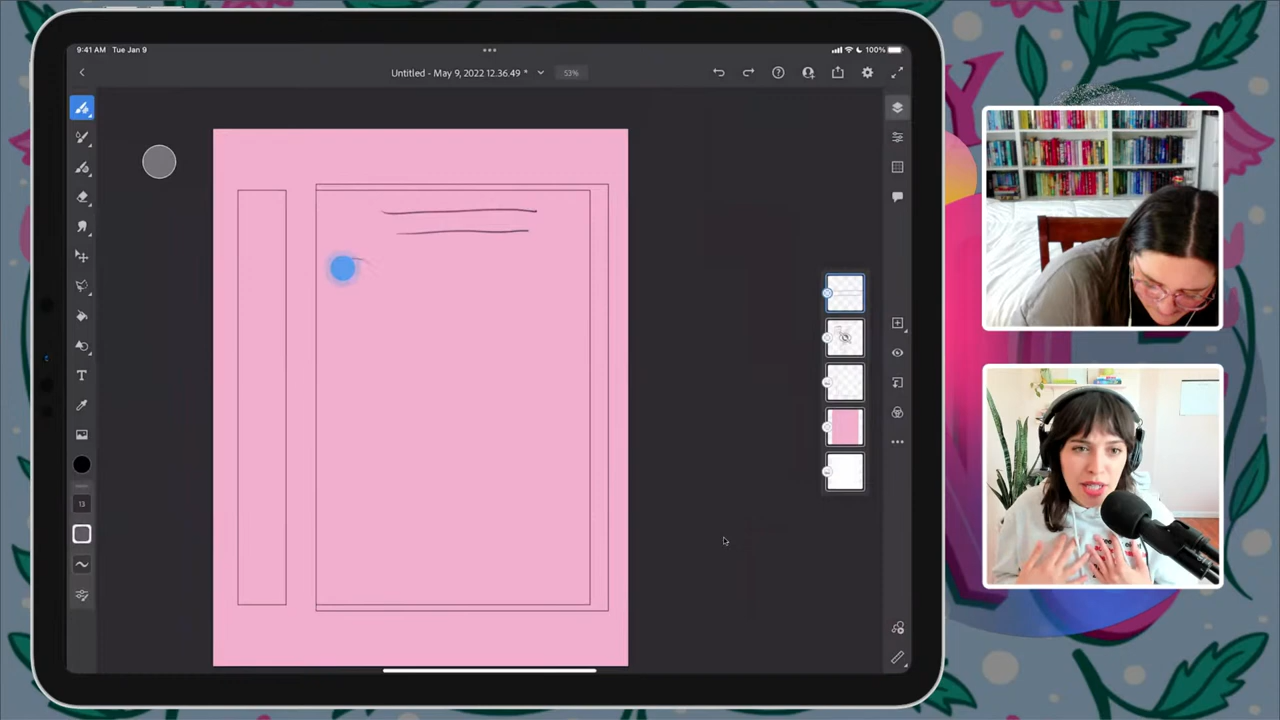 9:41 AM Tue Jan 9
100%
Untitled - May 9, 2022 12.36.49 *
53%
T
13
Y